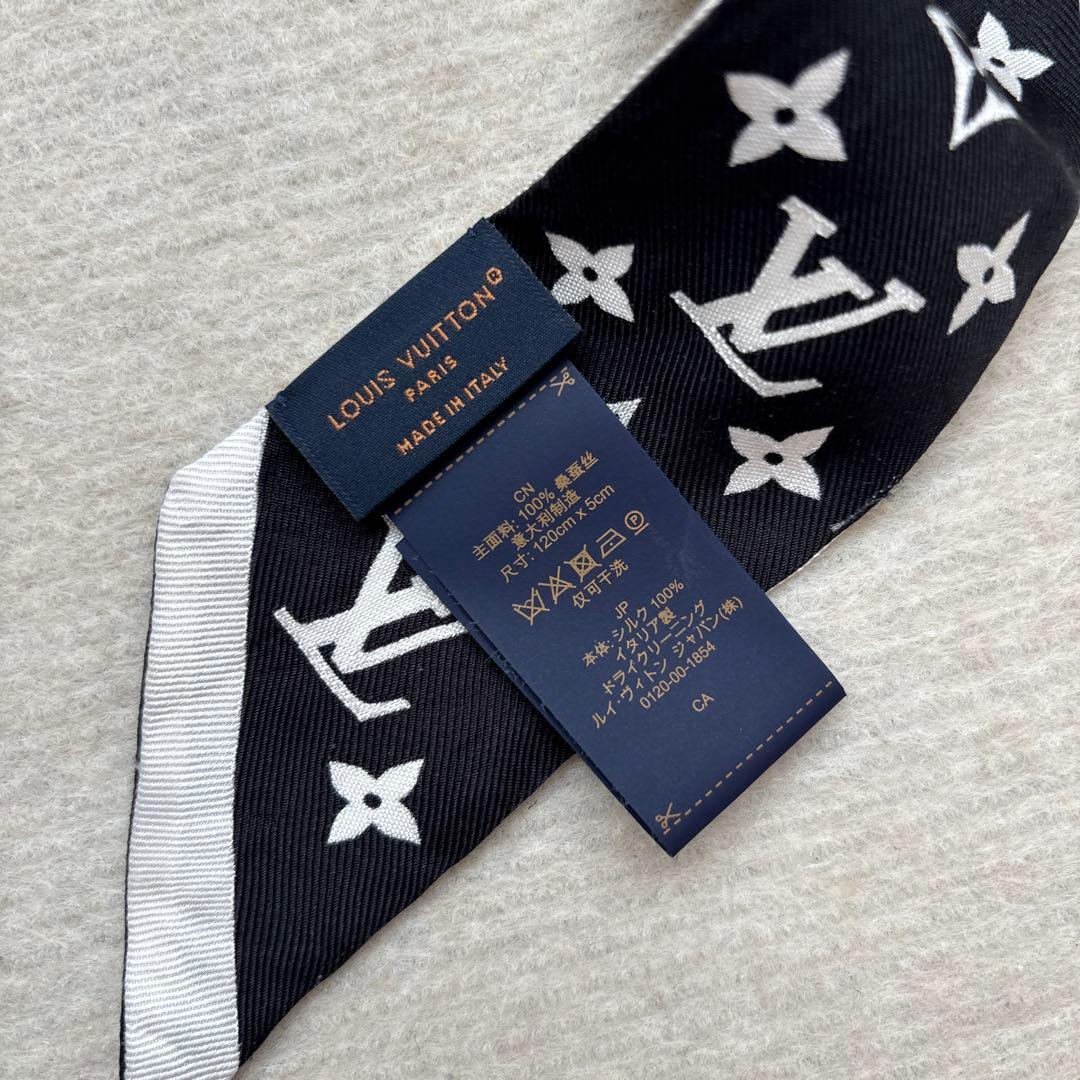 LOUIS VUITTON®
PARIS
MADE IN ITALY
CN
主面料: 100% 桑蚕丝
意大利制造
尺寸: 120cm x 5cm
仅可干洗
JP
本体: シルク 100%
イタリア製
ドライクリーニング
ルイ・ヴィトン ジャパン(株)
0120-00-1854
CA